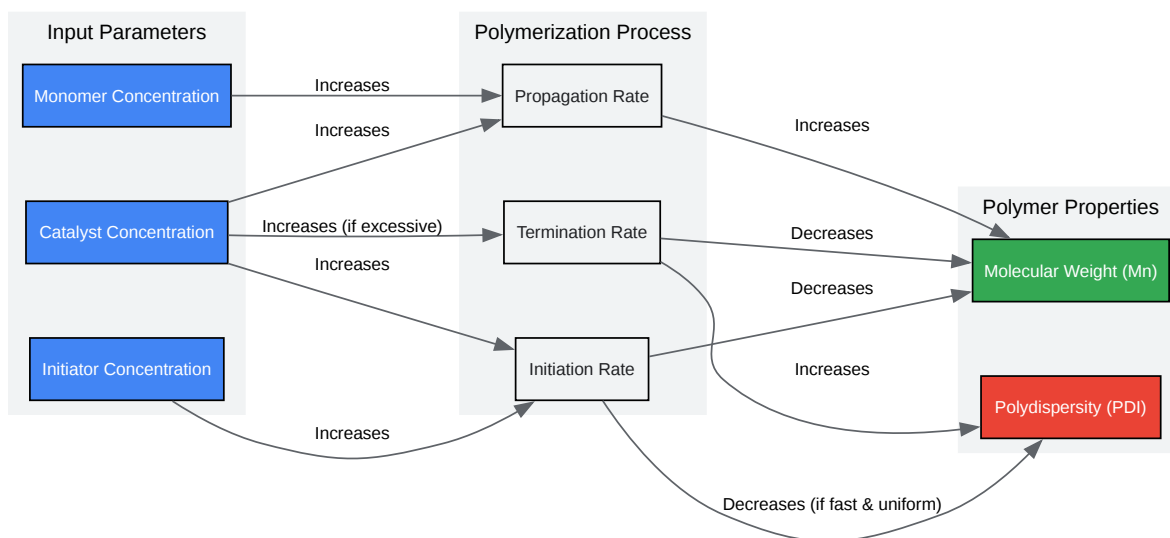 Input Parameters
Monomer Concentration
Catalyst Concentration
Initiator Concentration
Increases
Increases
Increases (if excessive)
Increases
Increases
Polymerization Process
Propagation Rate
Termination Rate
Initiation Rate
Increases
Decreases
Decreases
Increases
Decreases (if fast & uniform)
Polymer Properties
Molecular Weight (Mn)
Polydispersity (PDI)